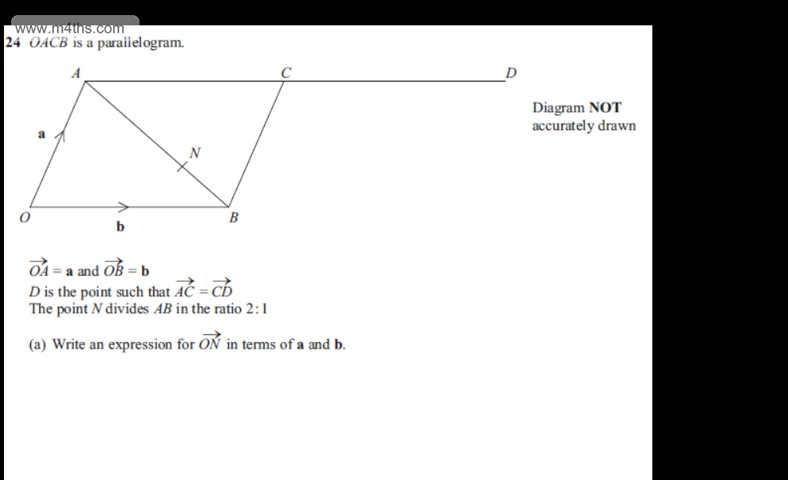 www.m4ths.com
24 OACB is a parallelogram.
A C D
Diagram NOT
accurately drawn
a
N
O B
b
OA = a and OB = b
D is the point such that AC = CD
The point N divides AB in the ratio 2:1
(a) Write an expression for ON in terms of a and b.